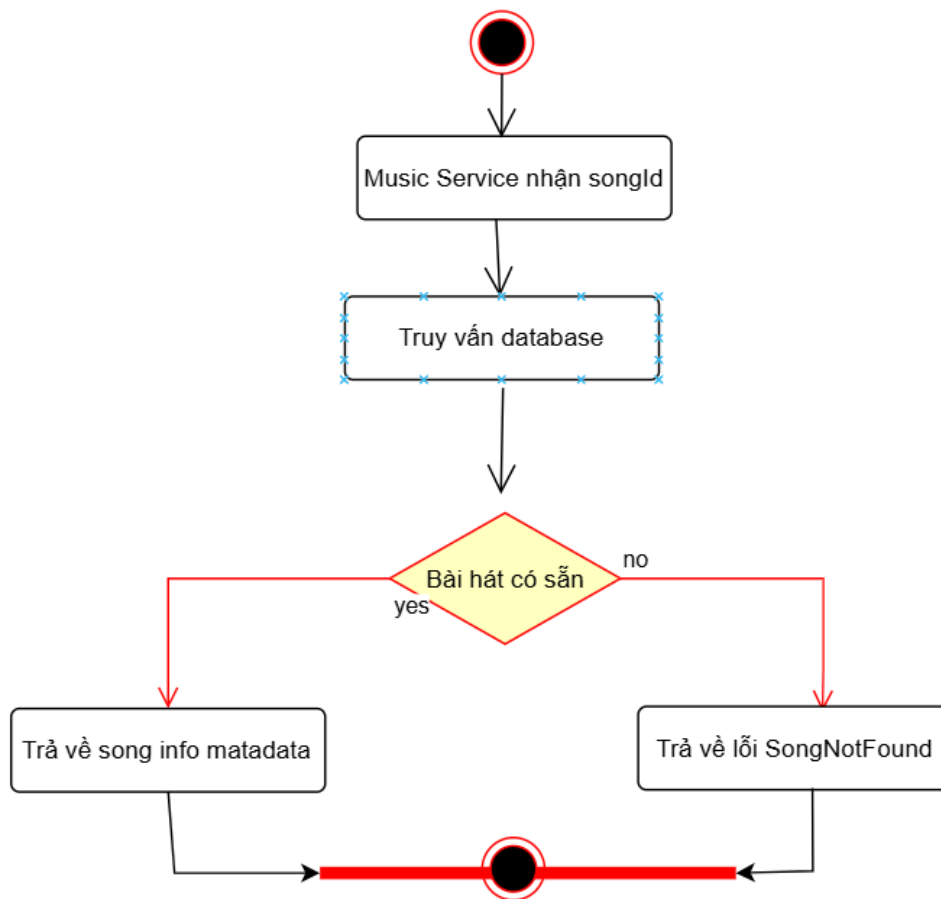 Music Service nhận songId
Truy vấn database
Bài hát có sẵn
no
yes
Trả về song info matadata
Trả về lỗi SongNotFound